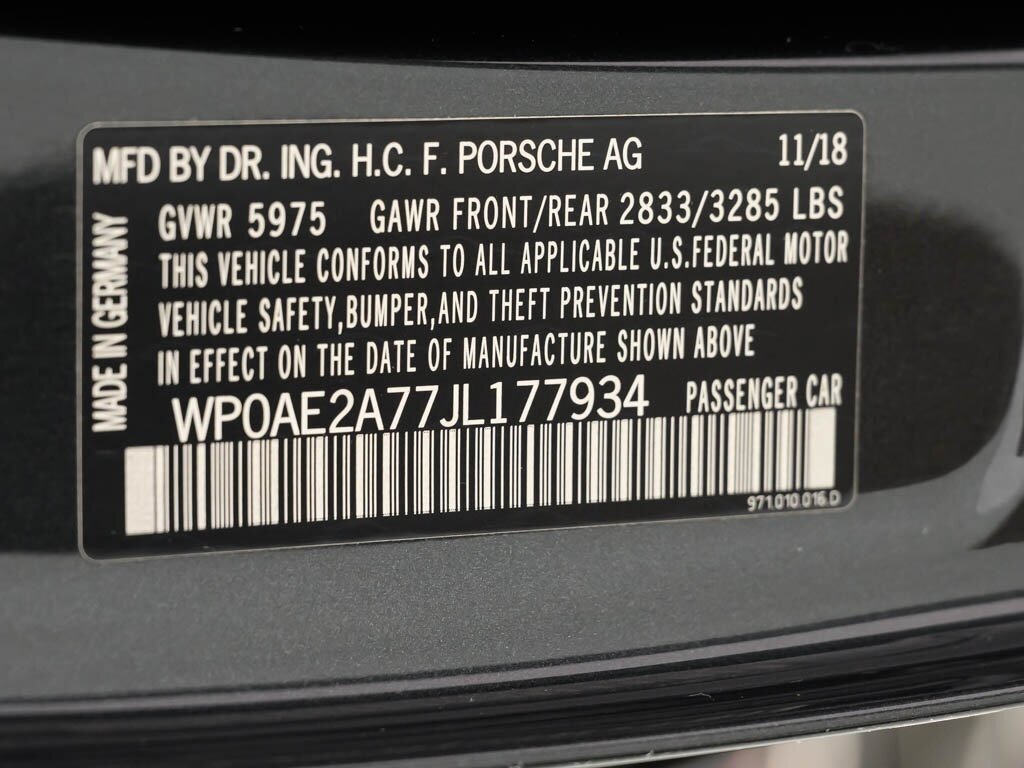 MFD BY DR. ING. H.C. F. PORSCHE AG 11/18
GVWR 5975 GAWR FRONT/REAR 2833/3285 LBS
THIS VEHICLE CONFORMS TO ALL APPLICABLE U.S.FEDERAL MOTOR
VEHICLE SAFETY,BUMPER,AND THEFT PREVENTION STANDARDS
IN EFFECT ON THE DATE OF MANUFACTURE SHOWN ABOVE
WP0AE2A77JL177934 PASSENGER CAR
971.010.016.D
MADE IN GERMANY